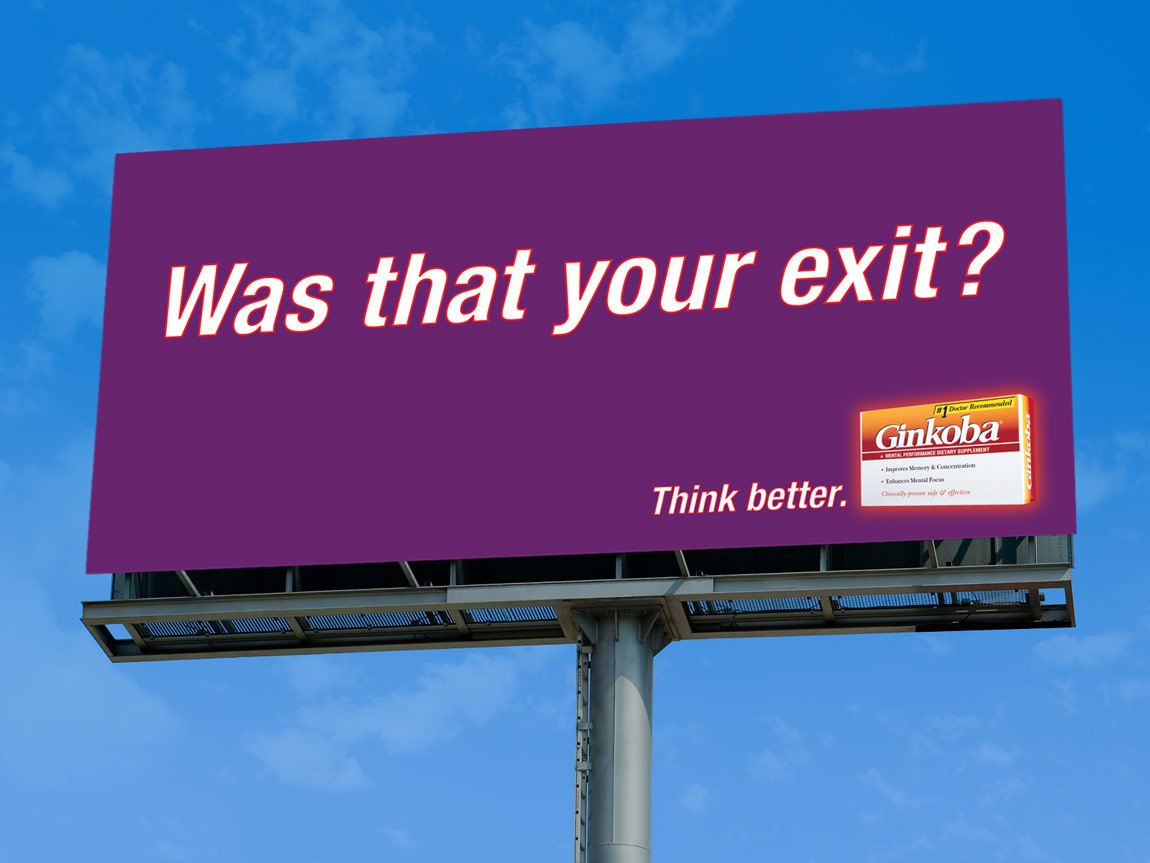 Was that your exit?
#1 Doctor Recommended
Ginkoba®
• MENTAL PERFORMANCE DIETARY SUPPLEMENT
• Improves Memory & Concentration
• Enhances Mental Focus
Clinically-proven safe & effective
Ginkoba
Think better.